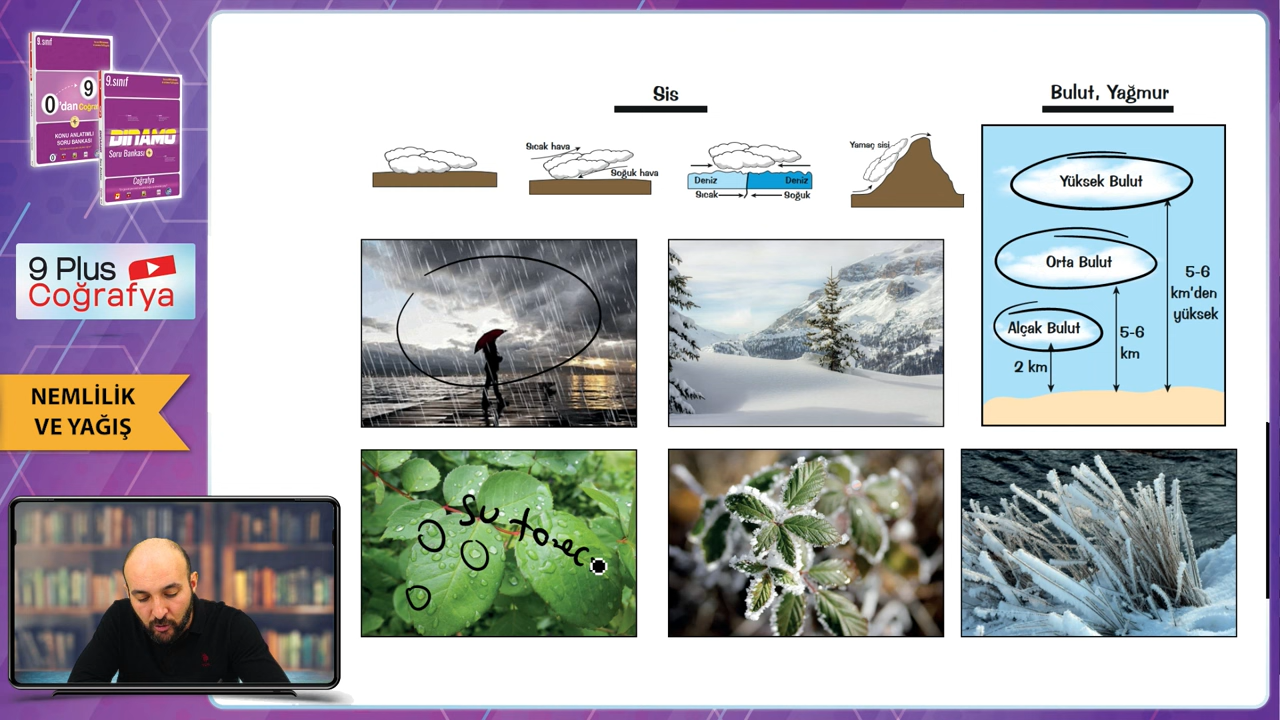 9.sınıf
0'dan
9
Coğrafya
KONU ANLATIMLI
SORU BANKASI
9.sınıf
DİNAMO
Soru Bankası
Coğrafya
9 Plus
Coğrafya
NEMLİLİK
VE YAĞIŞ
Sis
Sıcak hava
Soğuk hava
Deniz
Deniz
Sıcak
Soğuk
Yamaç sisi
Bulut, Yağmur
Yüksek Bulut
Orta Bulut
Alçak Bulut
2 km
5-6
km
5-6
km'den
yüksek
Su